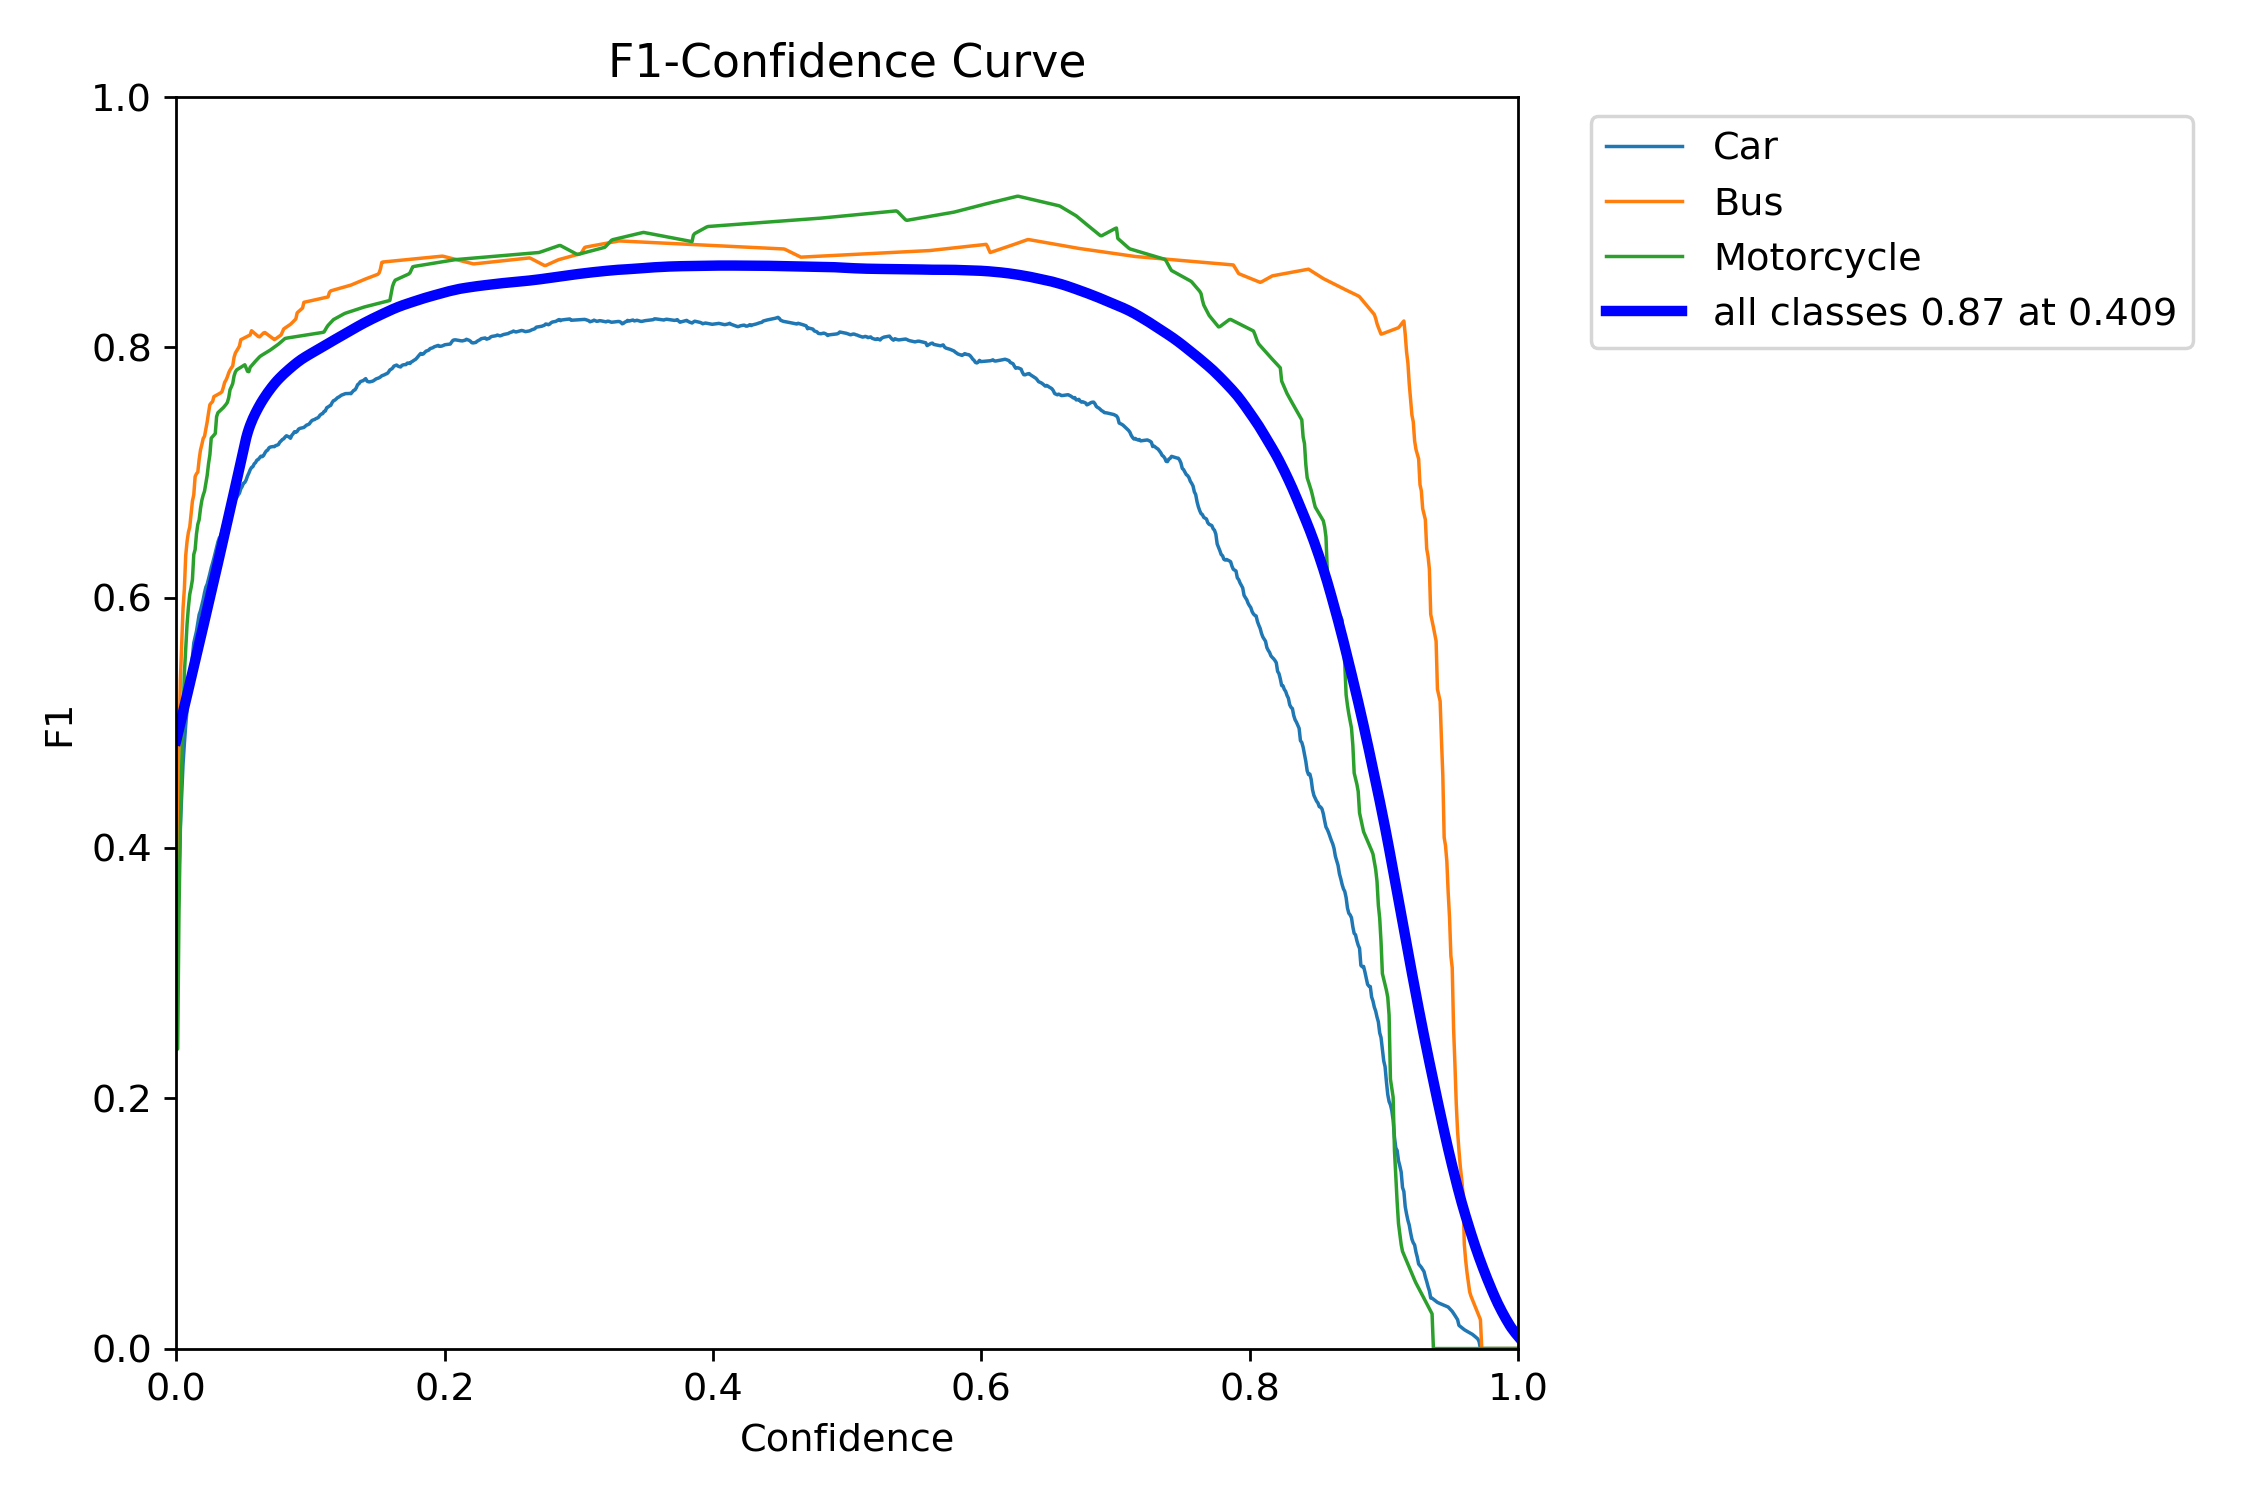 F1-Confidence Curve
1.0
0.8
0.6
0.4
0.2
0.0
F1
0.0 0.2 0.4 0.6 0.8 1.0
Confidence
Car
Bus
Motorcycle
all classes 0.87 at 0.409